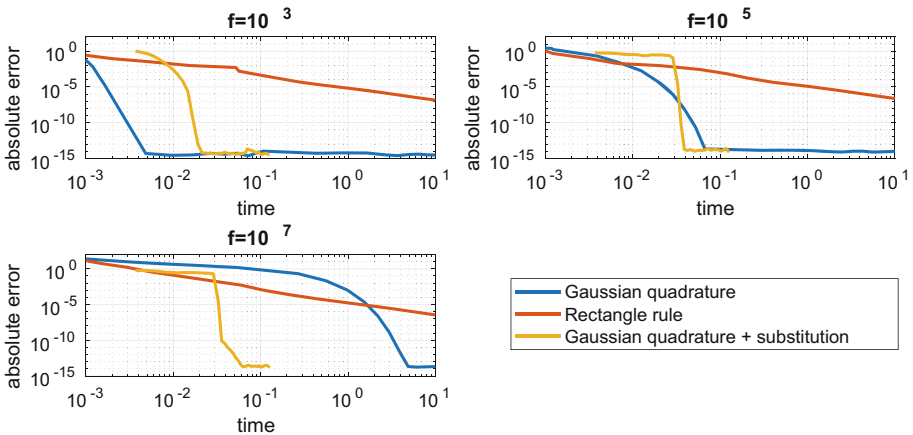 f=10 3
absolute error
10 0
10 -5
10 -10
10 -15
10 -3
10 -2
10 -1
10 0
10 1
time
f=10 5
absolute error
10 0
10 -5
10 -10
10 -15
10 -3
10 -2
10 -1
10 0
10 1
time
f=10 7
absolute error
10 0
10 -5
10 -10
10 -15
10 -3
10 -2
10 -1
10 0
10 1
time
Gaussian quadrature
Rectangle rule
Gaussian quadrature + substitution